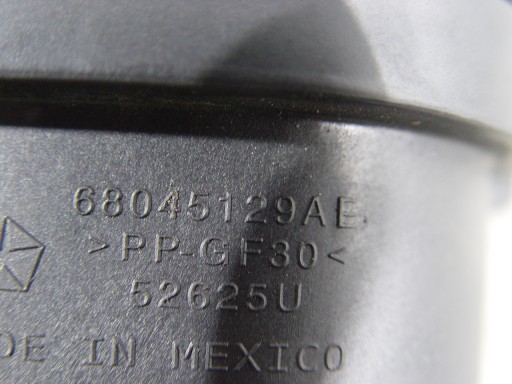 68045129AE
>PP-GF30<
52625U
DE IN MEXICO